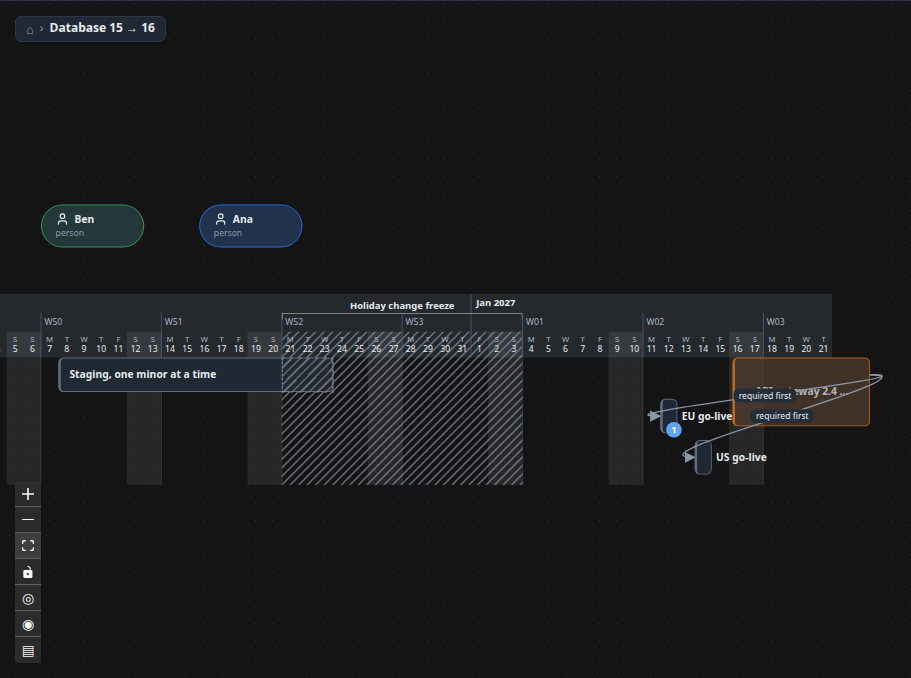 Database 15 → 16
Ben
person
Ana
person
Holiday change freeze
Jan 2027
W50 W51 W52 W53 W01 W02 W03
S S M T W T F S S M T W T F S S M T W T F S S M T W T F S S M T W T F S S M T W T F S S M T W T
5 6 7 8 9 10 11 12 13 14 15 16 17 18 19 20 21 22 23 24 25 26 27 28 29 30 31 1 2 3 4 5 6 7 8 9 10 11 12 13 14 15 16 17 18 19 20 21
Staging, one minor at a time
2.4 ...
required first
EU go-live
required first
1
US go-live